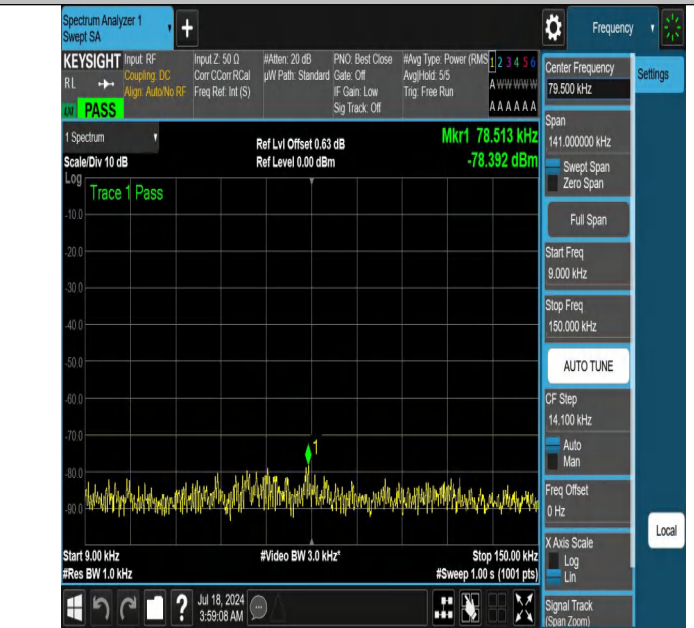 Spectrum Analyzer 1
Swept SA
+
Frequency
KEYSIGHT
RL
PASS
Input: RF
Coupling: DC
Align: Auto/No RF
Input Z: 50 Ω
Corr CCorr RCal
Freq Ref: Int (S)
#Atten: 20 dB
µW Path: Standard
PNO: Best Close
Gate: Off
IF Gain: Low
Sig Track: Off
#Avg Type: Power (RMS
Avg|Hold: 5/5
Trig: Free Run
1 2 3 4 5 6
A W W W W W
A A A A A A
Center Frequency
79.500 kHz
Settings
Span
141.000000 kHz
Swept Span
Zero Span
Full Span
Start Freq
9.000 kHz
Stop Freq
150.000 kHz
AUTO TUNE
CF Step
14.100 kHz
Auto
Man
Freq Offset
0 Hz
X Axis Scale
Log
Lin
Signal Track
(Span Zoom)
Local
1 Spectrum
Scale/Div 10 dB
Ref Lvl Offset 0.63 dB
Ref Level 0.00 dBm
Mkr1 78.513 kHz
-78.392 dBm
Log
Trace 1 Pass
-10.0
-20.0
-30.0
-40.0
-50.0
-60.0
-70.0
-80.0
-90.0
1
Start 9.00 kHz
#Video BW 3.0 kHz*
Stop 150.00 kHz
#Res BW 1.0 kHz
#Sweep 1.00 s (1001 pts)
?
Jul 18, 2024
3:59:08 AM